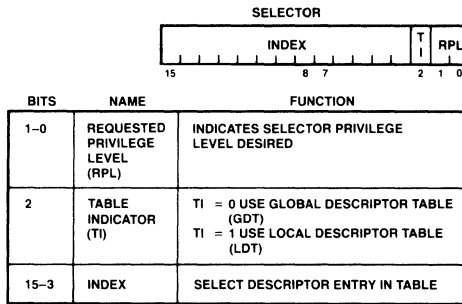 SELECTOR
INDEX
T
I
RPL
15 8 7 2 1 0
BITS NAME FUNCTION
1–0 REQUESTED PRIVILEGE LEVEL (RPL) INDICATES SELECTOR PRIVILEGE LEVEL DESIRED
2 TABLE INDICATOR (TI) TI = 0 USE GLOBAL DESCRIPTOR TABLE (GDT)
TI = 1 USE LOCAL DESCRIPTOR TABLE (LDT)
15–3 INDEX SELECT DESCRIPTOR ENTRY IN TABLE